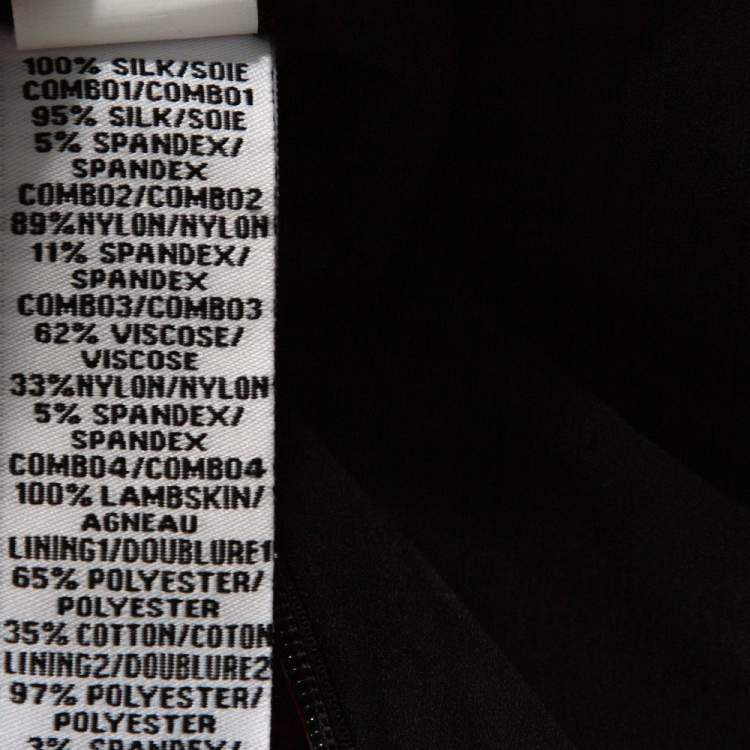 100% SILK/SOIE
COMBO1/COMBO1
95% SILK/SOIE
5% SPANDEX/
SPANDEX
COMBO2/COMBO2
89%NYLON/NYLON
11% SPANDEX/
SPANDEX
COMBO3/COMBO3
62% VISCOSE/
VISCOSE
33%NYLON/NYLON
5% SPANDEX/
SPANDEX
COMBO4/COMBO4
100% LAMBSKIN/
AGNEAU
LINING1/DOUBLURE1
65% POLYESTER/
POLYESTER
35% COTTON/COTON
LINING2/DOUBLURE2
97% POLYESTER/
POLYESTER
3% SPANDEX/